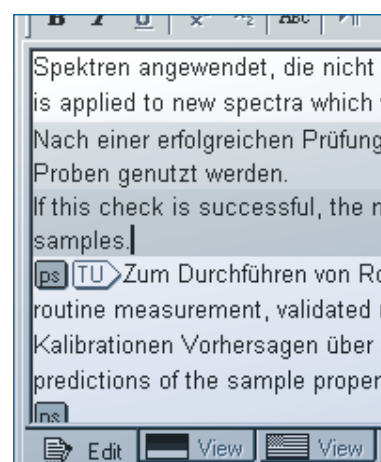 B I U x² x₂ ABC ¶
Spektren angewendet, die nicht
is applied to new spectra which
Nach einer erfolgreichen Prüfung
Proben genutzt werden.
If this check is successful, the
samples.
ps TU Zum Durchführen von
routine measurement, validated
Kalibrationen Vorhersagen über
predictions of the sample
ps
Edit View View